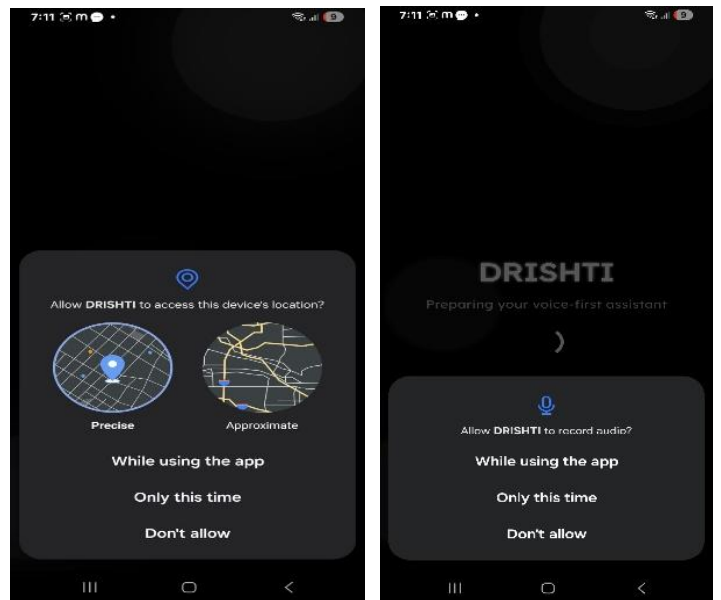 7:11 m
9
Allow DRISHTI to access this device's location?
Precise
Approximate
While using the app
Only this time
Don't allow
7:11 m
9
DRISHTI
Preparing your voice-first assistant
Allow DRISHTI to record audio?
While using the app
Only this time
Don't allow